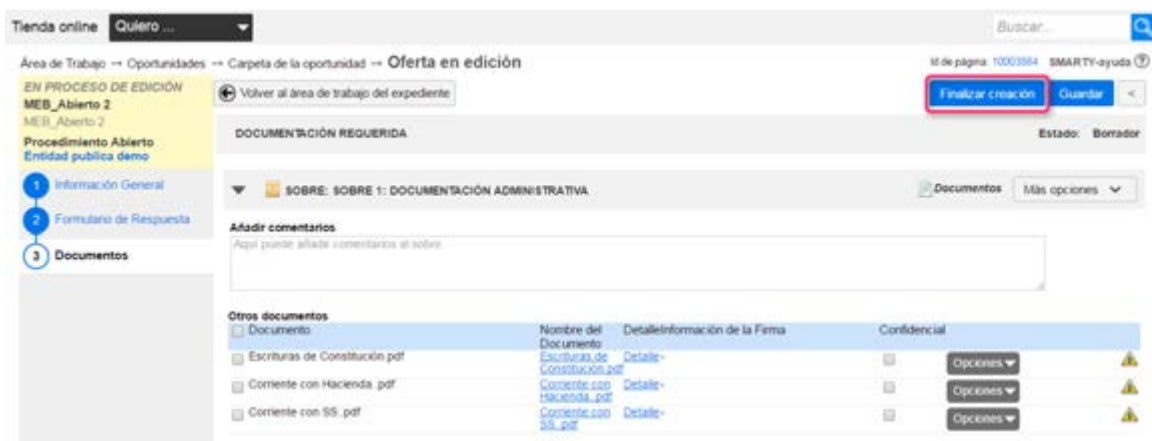 Tienda online Quiero ... Buscar...
Área de Trabajo → Oportunidades → Carpeta de la oportunidad → Oferta en edición Id de página: 10003884 SMARTY-ayuda ?
EN PROCESO DE EDICIÓN
MEB_Abierto 2
MEB_Abierto 2
Procedimiento Abierto
Entidad publica demo
Volver al área de trabajo del expediente Finalizar creación Guardar <
DOCUMENTACIÓN REQUERIDA Estado: Borrador
1 Información General
2 Formulario de Respuesta
3 Documentos
SOBRE: SOBRE 1: DOCUMENTACIÓN ADMINISTRATIVA Documentos Más opciones
Añadir comentarios
Aquí puede añadir comentarios al sobre
Otros documentos
Documento Nombre del Documento DetalleInformación de la Firma Confidencial
Escrituras de Constitución.pdf Escrituras de Constitución.pdf Detalle- Opciones
Corriente con Hacienda .pdf Corriente con Hacienda .pdf Detalle- Opciones
Corriente con SS .pdf Corriente con SS .pdf Detalle- Opciones